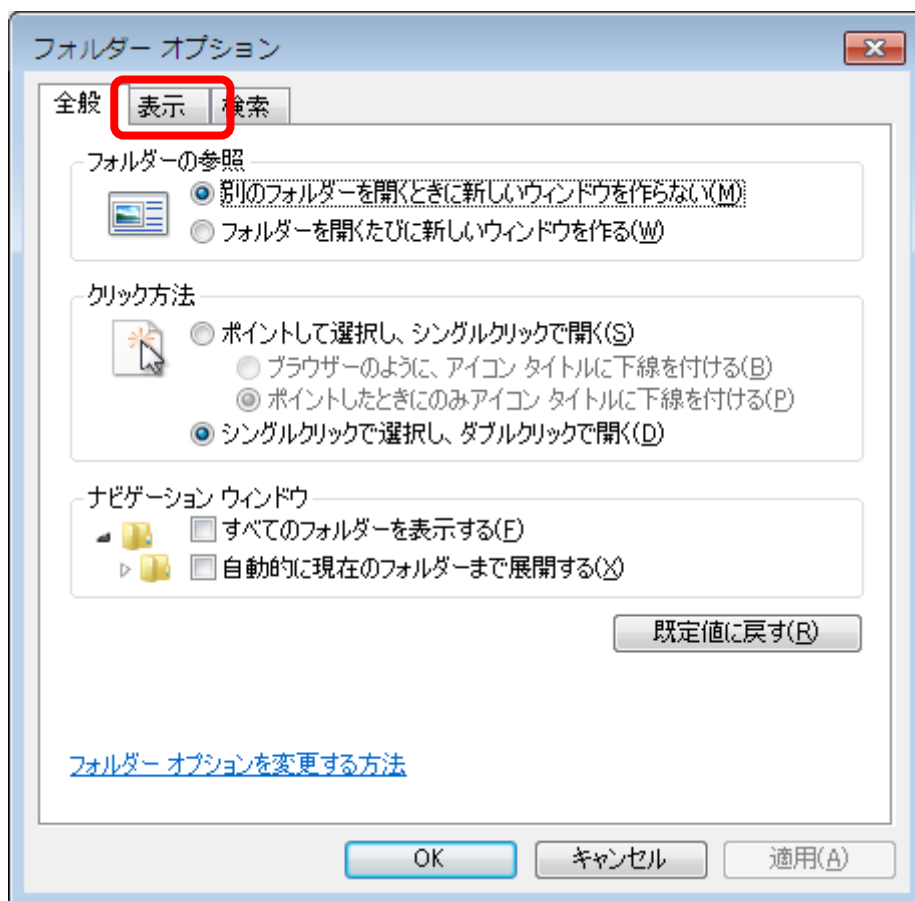 フォルダー オプション
全般 表示 検索
フォルダーの参照
別のフォルダーを開くときに新しいウィンドウを作らない(M)
フォルダーを開くたびに新しいウィンドウを作る(W)
クリック方法
ポイントして選択し、シングルクリックで開く(S)
ブラウザーのように、アイコン タイトルに下線を付ける(B)
ポイントしたときにのみアイコン タイトルに下線を付ける(P)
シングルクリックで選択し、ダブルクリックで開く(D)
ナビゲーション ウィンドウ
すべてのフォルダーを表示する(F)
自動的に現在のフォルダーまで展開する(X)
既定値に戻す(R)
フォルダー オプションを変更する方法
OK キャンセル 適用(A)